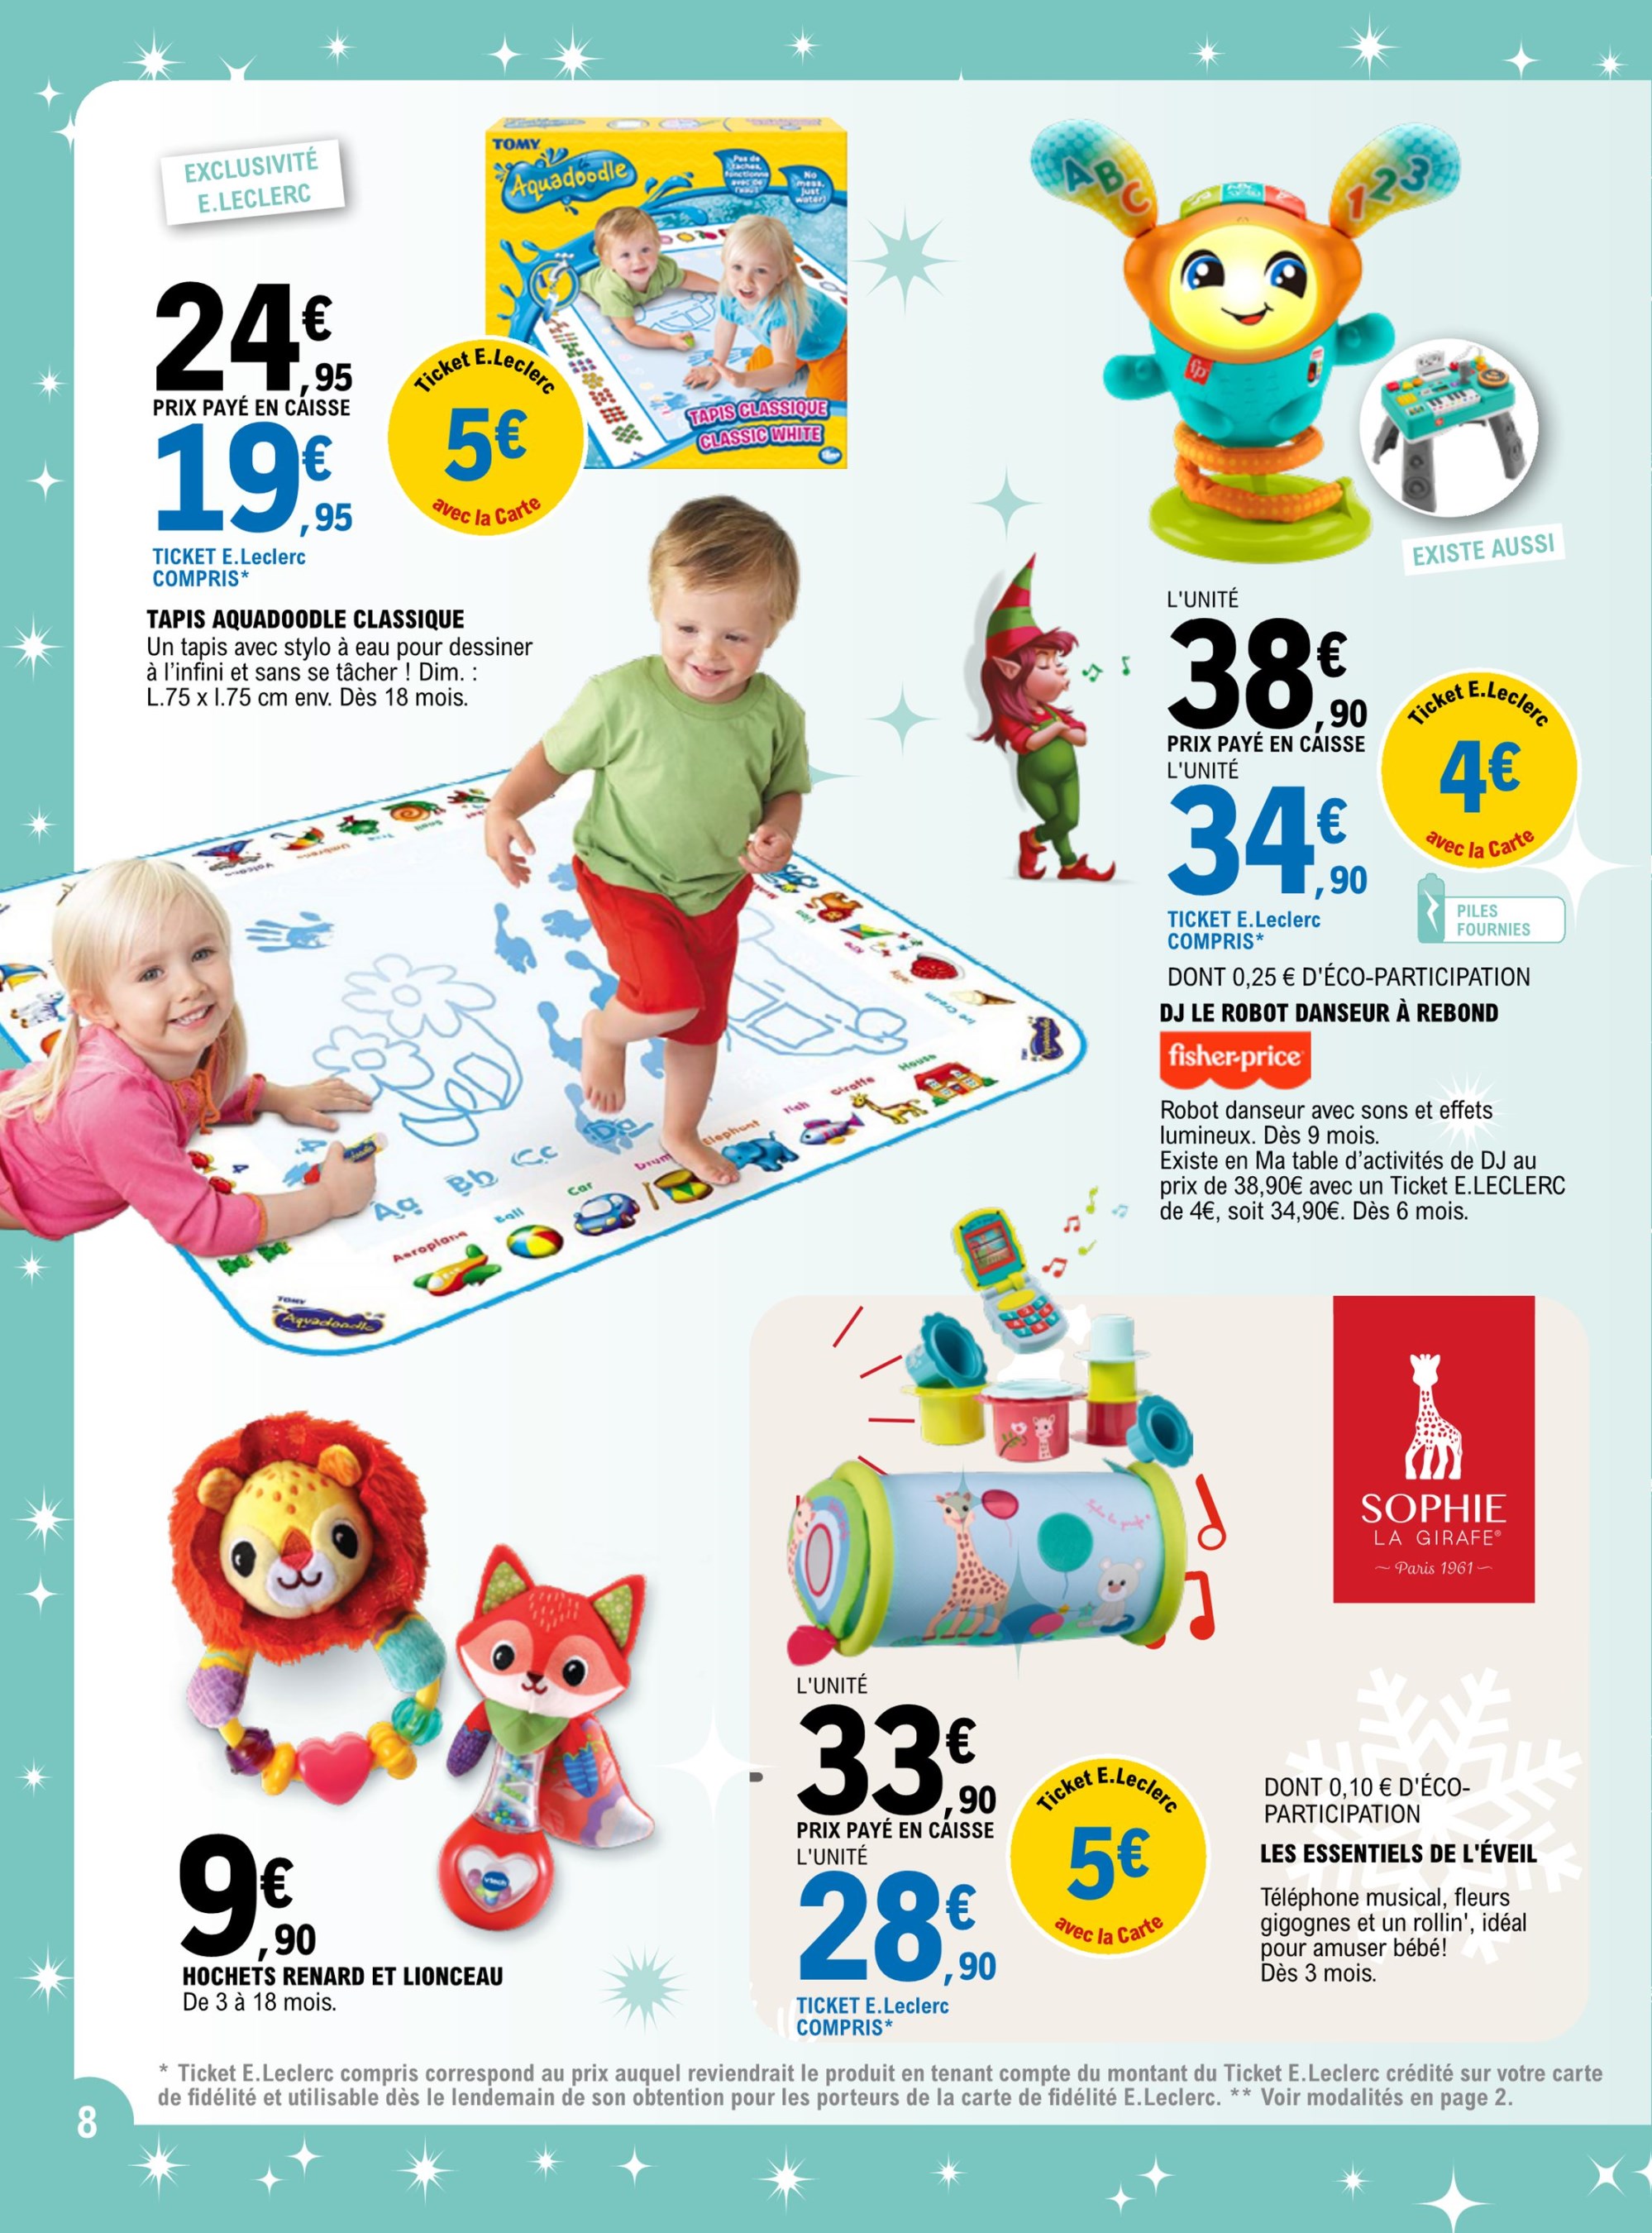 EXCLUSIVITÉ
E.LECLERC
TOMY
Aquadoodle
Pas de
taches,
fonctionne
avec de
l'eau!
No
mess,
just
water!
TAPIS CLASSIQUE
CLASSIC WHITE
24€,95
PRIX PAYÉ EN CAISSE
19€,95
TICKET E.Leclerc
COMPRIS*
Ticket E.Leclerc
5€
avec la Carte
TAPIS AQUADOODLE CLASSIQUE
Un tapis avec stylo à eau pour dessiner
à l'infini et sans se tâcher ! Dim. :
L.75 x l.75 cm env. Dès 18 mois.
Volcano
Umbrella
Tree
Snail
Lion
Kite
Ice Cream
House
Giraffe
Fish
Elephant
Drum
Car
Ball
Aeroplane
Aa
Bb
Cc
Dd
TOMY
Aquadoodle
ABC
123
fp
EXISTE AUSSI
L'UNITÉ
38€,90
PRIX PAYÉ EN CAISSE
L'UNITÉ
34€,90
TICKET E.Leclerc
COMPRIS*
Ticket E.Leclerc
4€
avec la Carte
PILES
FOURNIES
DONT 0,25 € D'ÉCO-PARTICIPATION
DJ LE ROBOT DANSEUR À REBOND
fisher-price
Robot danseur avec sons et effets
lumineux. Dès 9 mois.
Existe en Ma table d'activités de DJ au
prix de 38,90€ avec un Ticket E.LECLERC
de 4€, soit 34,90€. Dès 6 mois.
SOPHIE
LA GIRAFE®
~ Paris 1961 ~
Sophie la girafe
vtech
9€,90
HOCHETS RENARD ET LIONCEAU
De 3 à 18 mois.
L'UNITÉ
33€,90
PRIX PAYÉ EN CAISSE
L'UNITÉ
28€,90
TICKET E.Leclerc
COMPRIS*
Ticket E.Leclerc
5€
avec la Carte
DONT 0,10 € D'ÉCO-
PARTICIPATION
LES ESSENTIELS DE L'ÉVEIL
Téléphone musical, fleurs
gigognes et un rollin', idéal
pour amuser bébé!
Dès 3 mois.
* Ticket E.Leclerc compris correspond au prix auquel reviendrait le produit en tenant compte du montant du Ticket E.Leclerc crédité sur votre carte
de fidélité et utilisable dès le lendemain de son obtention pour les porteurs de la carte de fidélité E.Leclerc. ** Voir modalités en page 2.
8